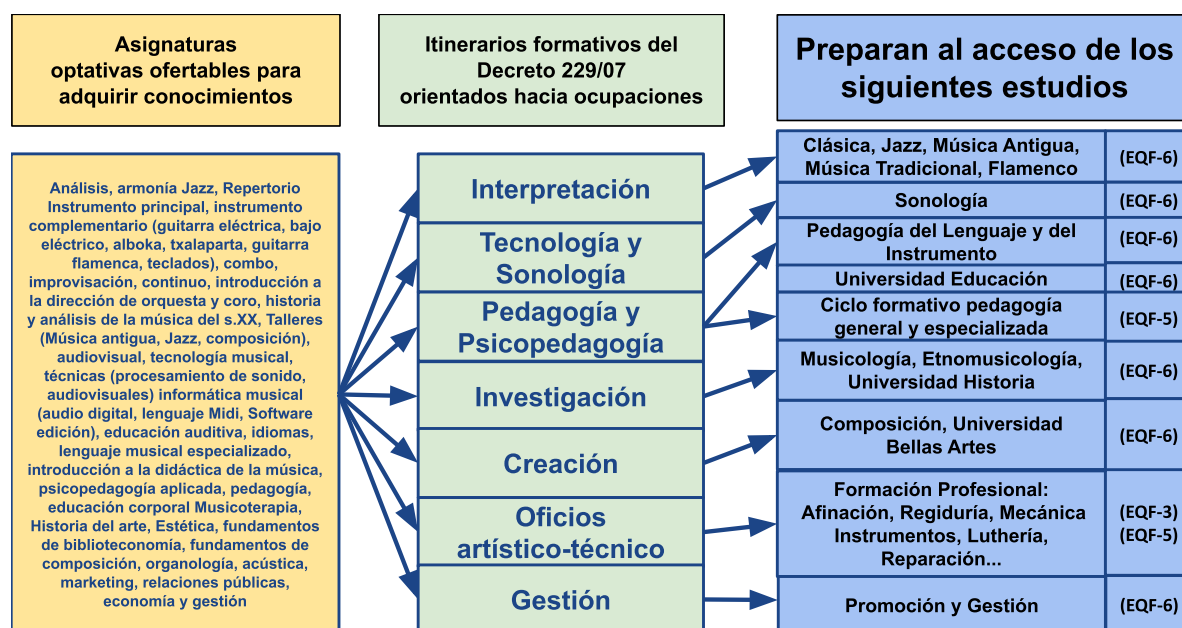 Asignaturas
optativas ofertables para
adquirir conocimientos
Itinerarios formativos del
Decreto 229/07
orientados hacia ocupaciones
Preparan al acceso de los
siguientes estudios
Análisis, armonía Jazz, Repertorio
Instrumento principal, instrumento
complementario (guitarra eléctrica, bajo
eléctrico, alboka, txalaparta, guitarra
flamenca, teclados), combo,
improvisación, continuo, introducción a
la dirección de orquesta y coro, historia
y análisis de la música del s.XX, Talleres
(Música antigua, Jazz, composición),
audiovisual, tecnología musical,
técnicas (procesamiento de sonido,
audiovisuales) informática musical
(audio digital, lenguaje Midi, Software
edición), educación auditiva, idiomas,
lenguaje musical especializado,
introducción a la didáctica de la música,
psicopedagogía aplicada, pedagogía,
educación corporal Musicoterapia,
Historia del arte, Estética, fundamentos
de biblioteconomía, fundamentos de
composición, organología, acústica,
marketing, relaciones públicas,
economía y gestión
Interpretación
Tecnología y
Sonología
Pedagogía y
Psicopedagogía
Investigación
Creación
Oficios
artístico-técnico
Gestión
Clásica, Jazz, Música Antigua,
Música Tradicional, Flamenco
(EQF-6)
Sonología
(EQF-6)
Pedagogía del Lenguaje y del
Instrumento
(EQF-6)
Universidad Educación
(EQF-6)
Ciclo formativo pedagogía
general y especializada
(EQF-5)
Musicología, Etnomusicología,
Universidad Historia
(EQF-6)
Composición, Universidad
Bellas Artes
(EQF-6)
Formación Profesional:
Afinación, Regiduría, Mecánica
Instrumentos, Luthería,
Reparación...
(EQF-3)
(EQF-5)
Promoción y Gestión
(EQF-6)